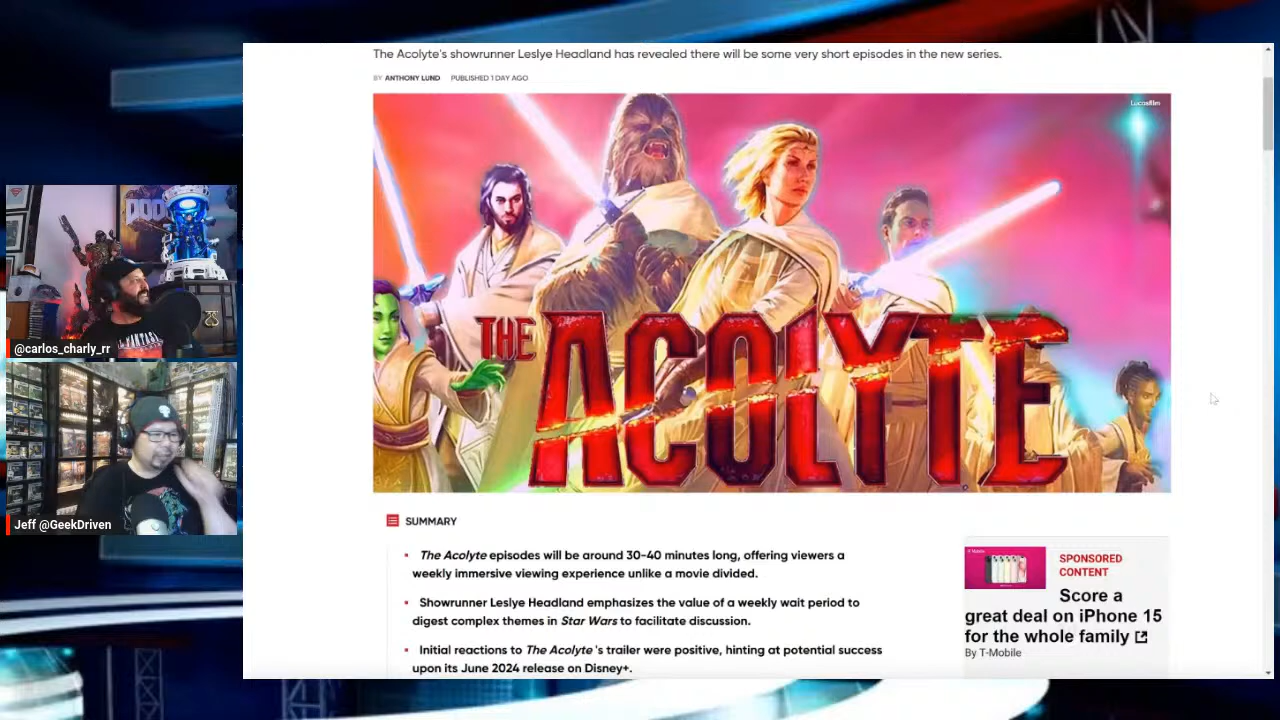 The Acolyte's showrunner Leslye Headland has revealed there will be some very short episodes in the new series.
BY ANTHONY LUND PUBLISHED 1 DAY AGO
Lucasfilm
THE
ACOLYTE
SUMMARY
The Acolyte episodes will be around 30-40 minutes long, offering viewers a
weekly immersive viewing experience unlike a movie divided.
Showrunner Leslye Headland emphasizes the value of a weekly wait period to
digest complex themes in Star Wars to facilitate discussion.
Initial reactions to The Acolyte 's trailer were positive, hinting at potential success
upon its June 2024 release on Disney+.
SPONSORED
CONTENT
Score a
great deal on iPhone 15
for the whole family
By T-Mobile
@carlos_charly_rr
Jeff @GeekDriven